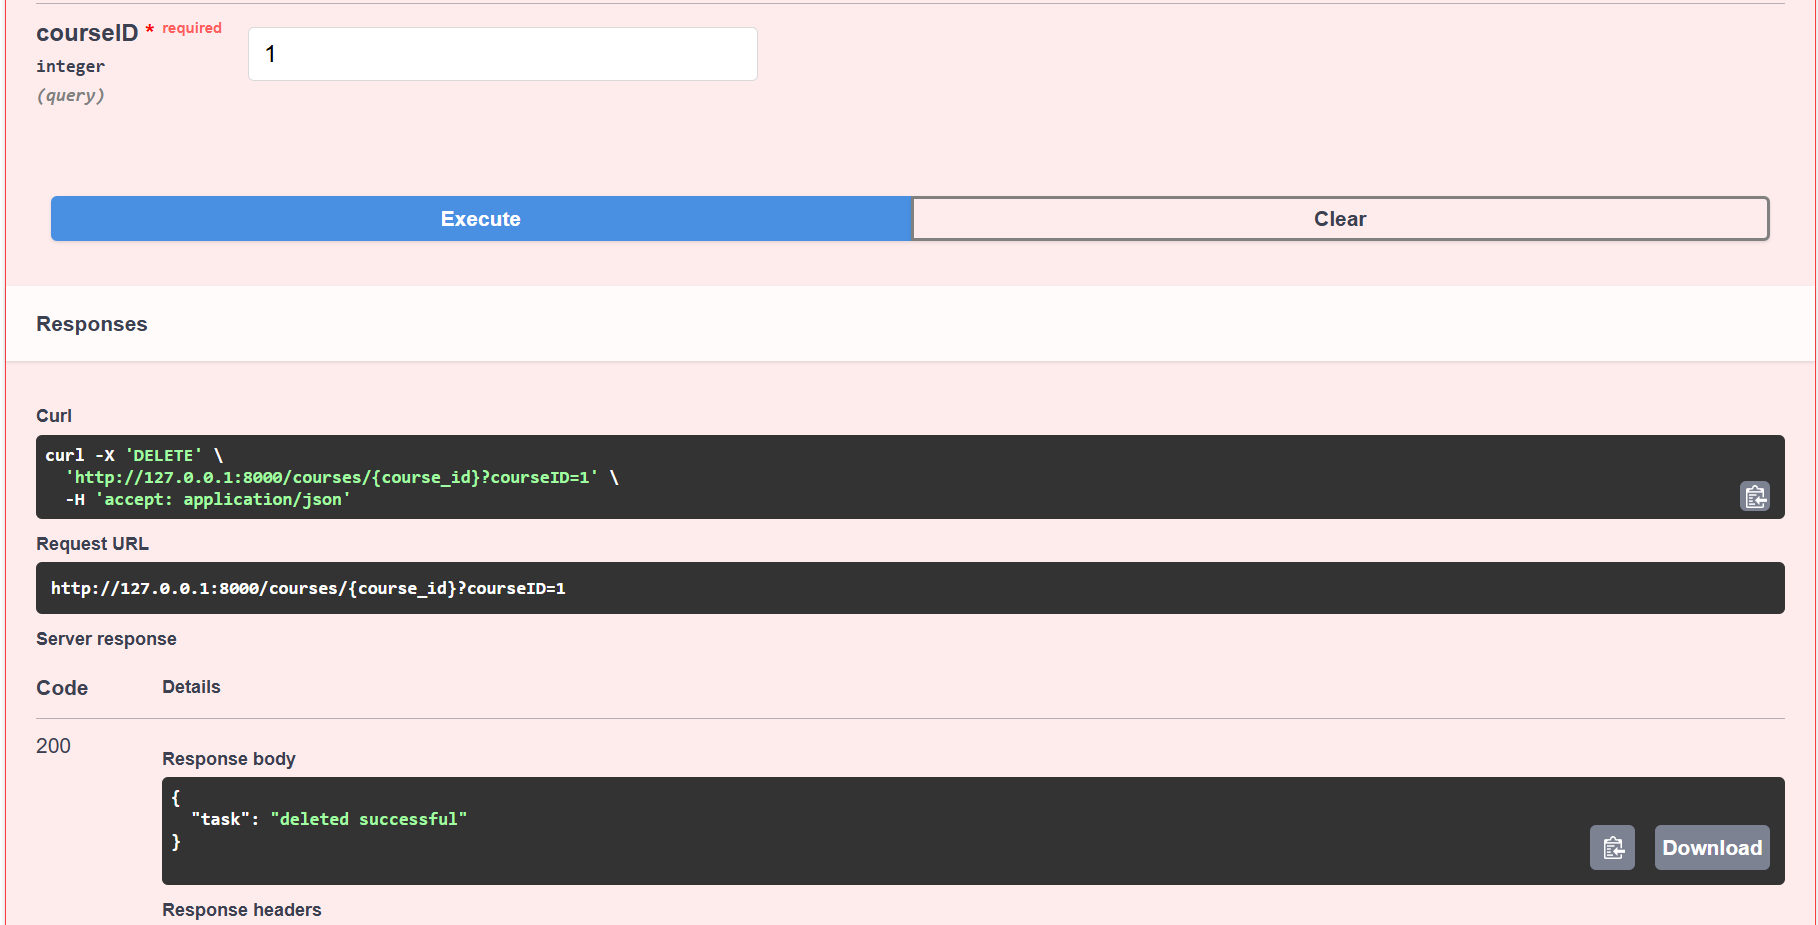 courseID * required
1
integer
(query)
Execute
Clear
Responses
Curl
curl -X 'DELETE' \
'http://127.0.0.1:8000/courses/{course_id}?courseID=1' \
-H 'accept: application/json'
Request URL
http://127.0.0.1:8000/courses/{course_id}?courseID=1
Server response
Code Details
200
Response body
{
"task": "deleted successful"
}
Download
Response headers